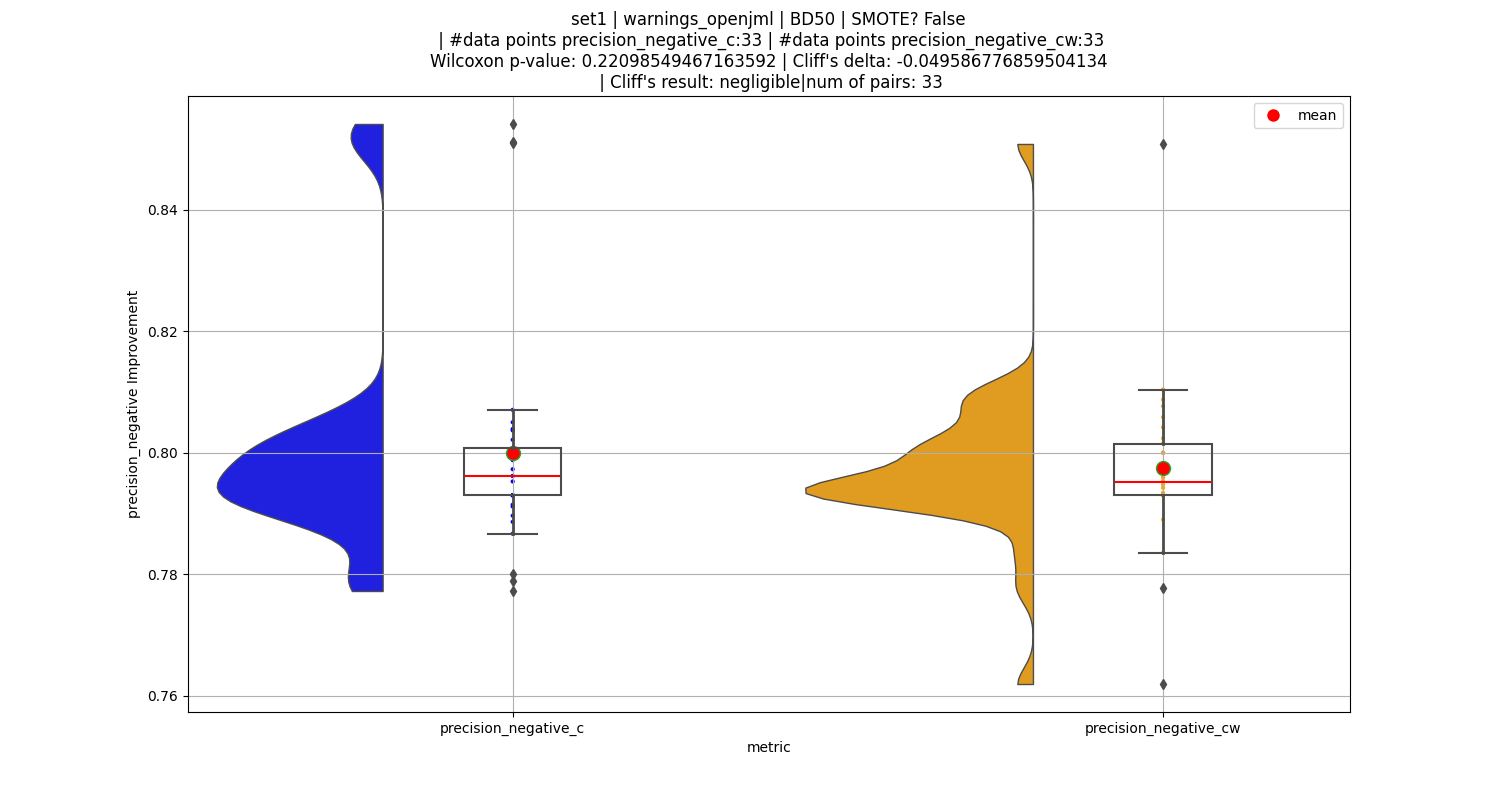 set1 | warnings_openjml | BD50 | SMOTE? False
| #data points precision_negative_c:33 | #data points precision_negative_cw:33
Wilcoxon p-value: 0.22098549467163592 | Cliff's delta: -0.049586776859504134
| Cliff's result: negligible|num of pairs: 33
mean
precision_negative Improvement
0.84
0.82
0.80
0.78
0.76
precision_negative_c
precision_negative_cw
metric